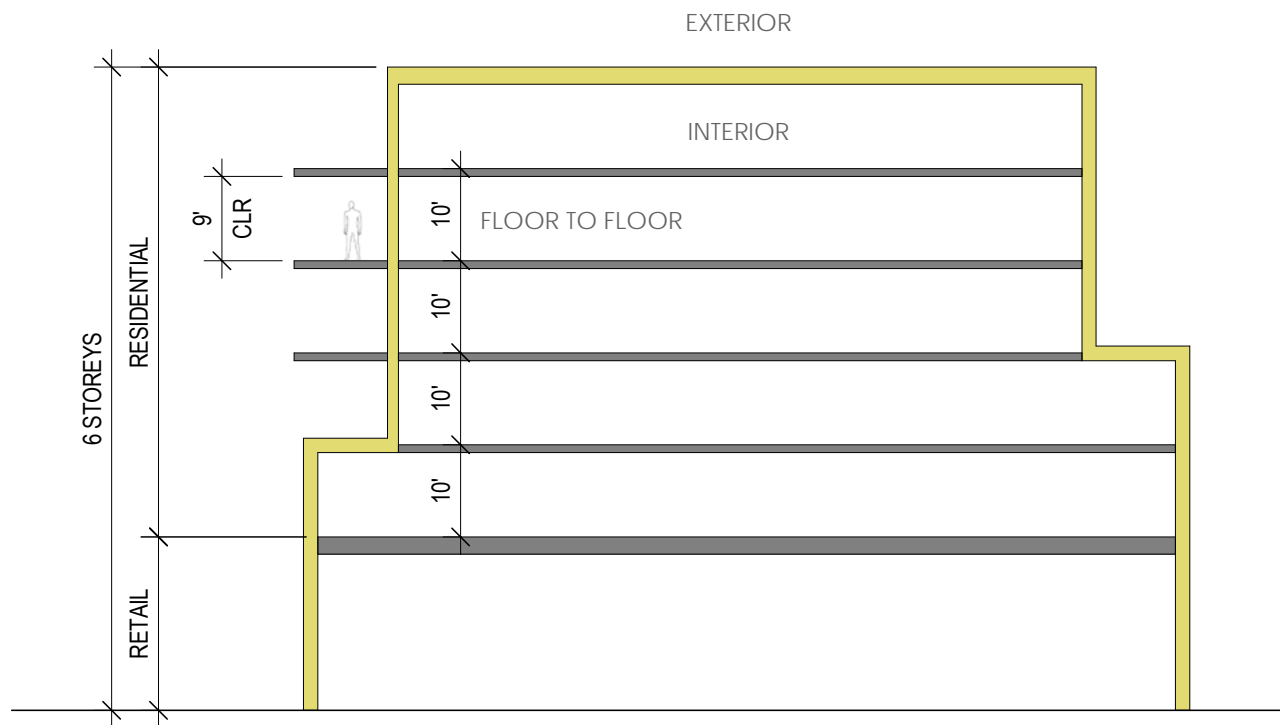 EXTERIOR
INTERIOR
9'
CLR
10'
FLOOR TO FLOOR
RESIDENTIAL
10'
6 STOREYS
10'
10'
RETAIL